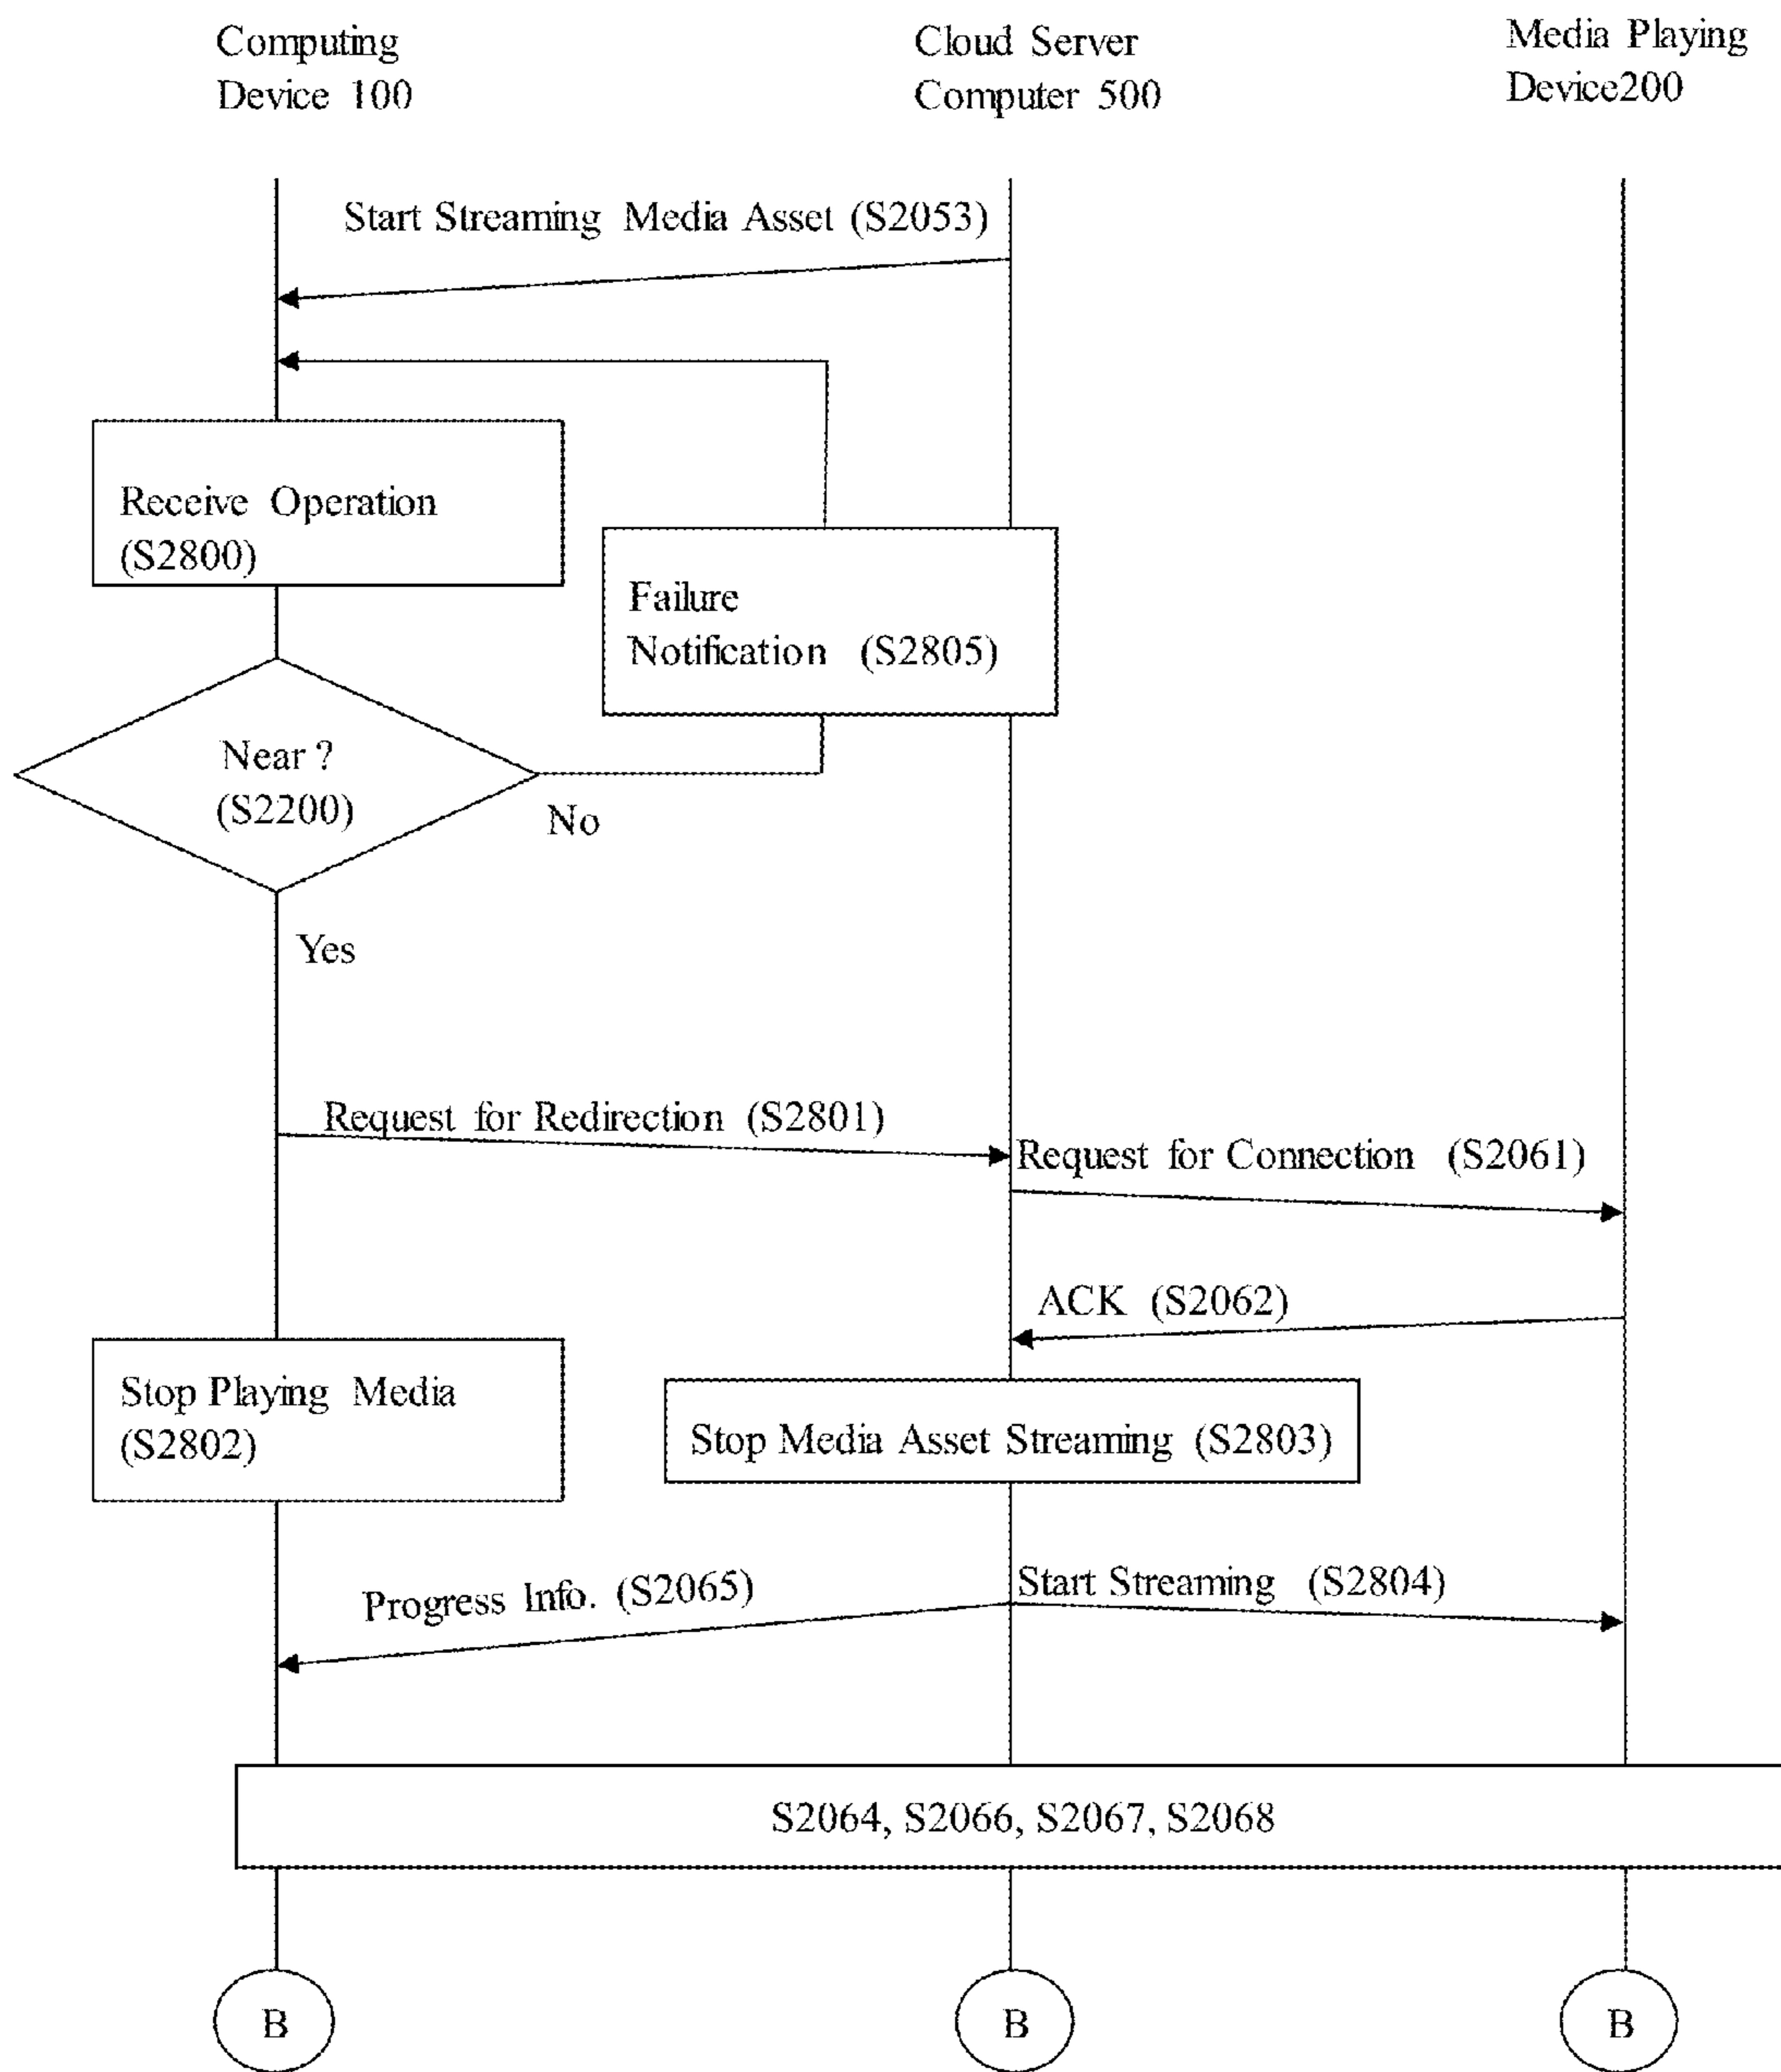 Computing
Device 100
Cloud Server
Computer 500
Media Playing
Device200
Start Streaming Media Asset (S2053)
Receive Operation
(S2800)
Failure
Notification (S2805)
Near ?
(S2200)
No
Yes
Request for Redirection (S2801)
Request for Connection (S2061)
ACK (S2062)
Stop Playing Media
(S2802)
Stop Media Asset Streaming (S2803)
Progress Info. (S2065)
Start Streaming (S2804)
S2064, S2066, S2067, S2068
B
B
B